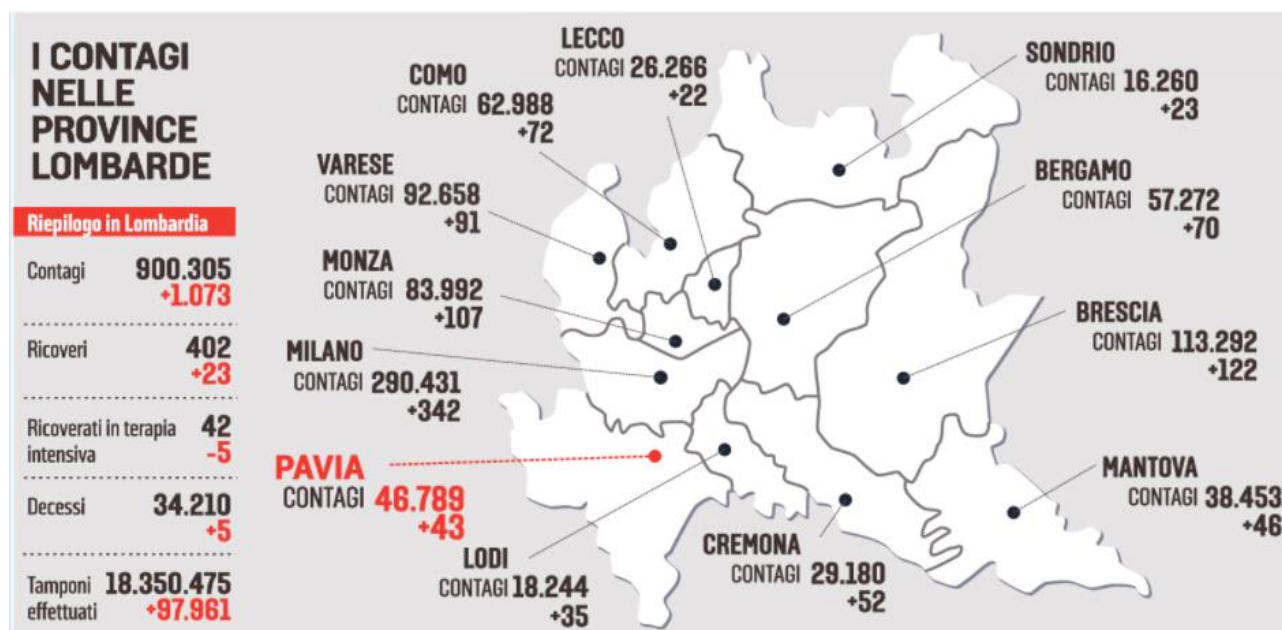 I CONTAGI
NELLE
PROVINCE
LOMBARDE
Riepilogo in Lombardia
Contagi 900.305
+1.073
Ricoveri 402
+23
Ricoverati in terapia
intensiva
42
-5
Decessi 34.210
+5
Tamponi
effettuati
18.350.475
+97.961
LECCO
CONTAGI 26.266
+22
COMO
CONTAGI 62.988
+72
VARESE
CONTAGI 92.658
+91
MONZA
CONTAGI 83.992
+107
MILANO
CONTAGI 290.431
+342
PAVIA
CONTAGI 46.789
+43
LODI
CONTAGI 18.244
+35
CREMONA
CONTAGI 29.180
+52
SONDRIO
CONTAGI 16.260
+23
BERGAMO
CONTAGI 57.272
+70
BRESCIA
CONTAGI 113.292
+122
MANTOVA
CONTAGI 38.453
+46